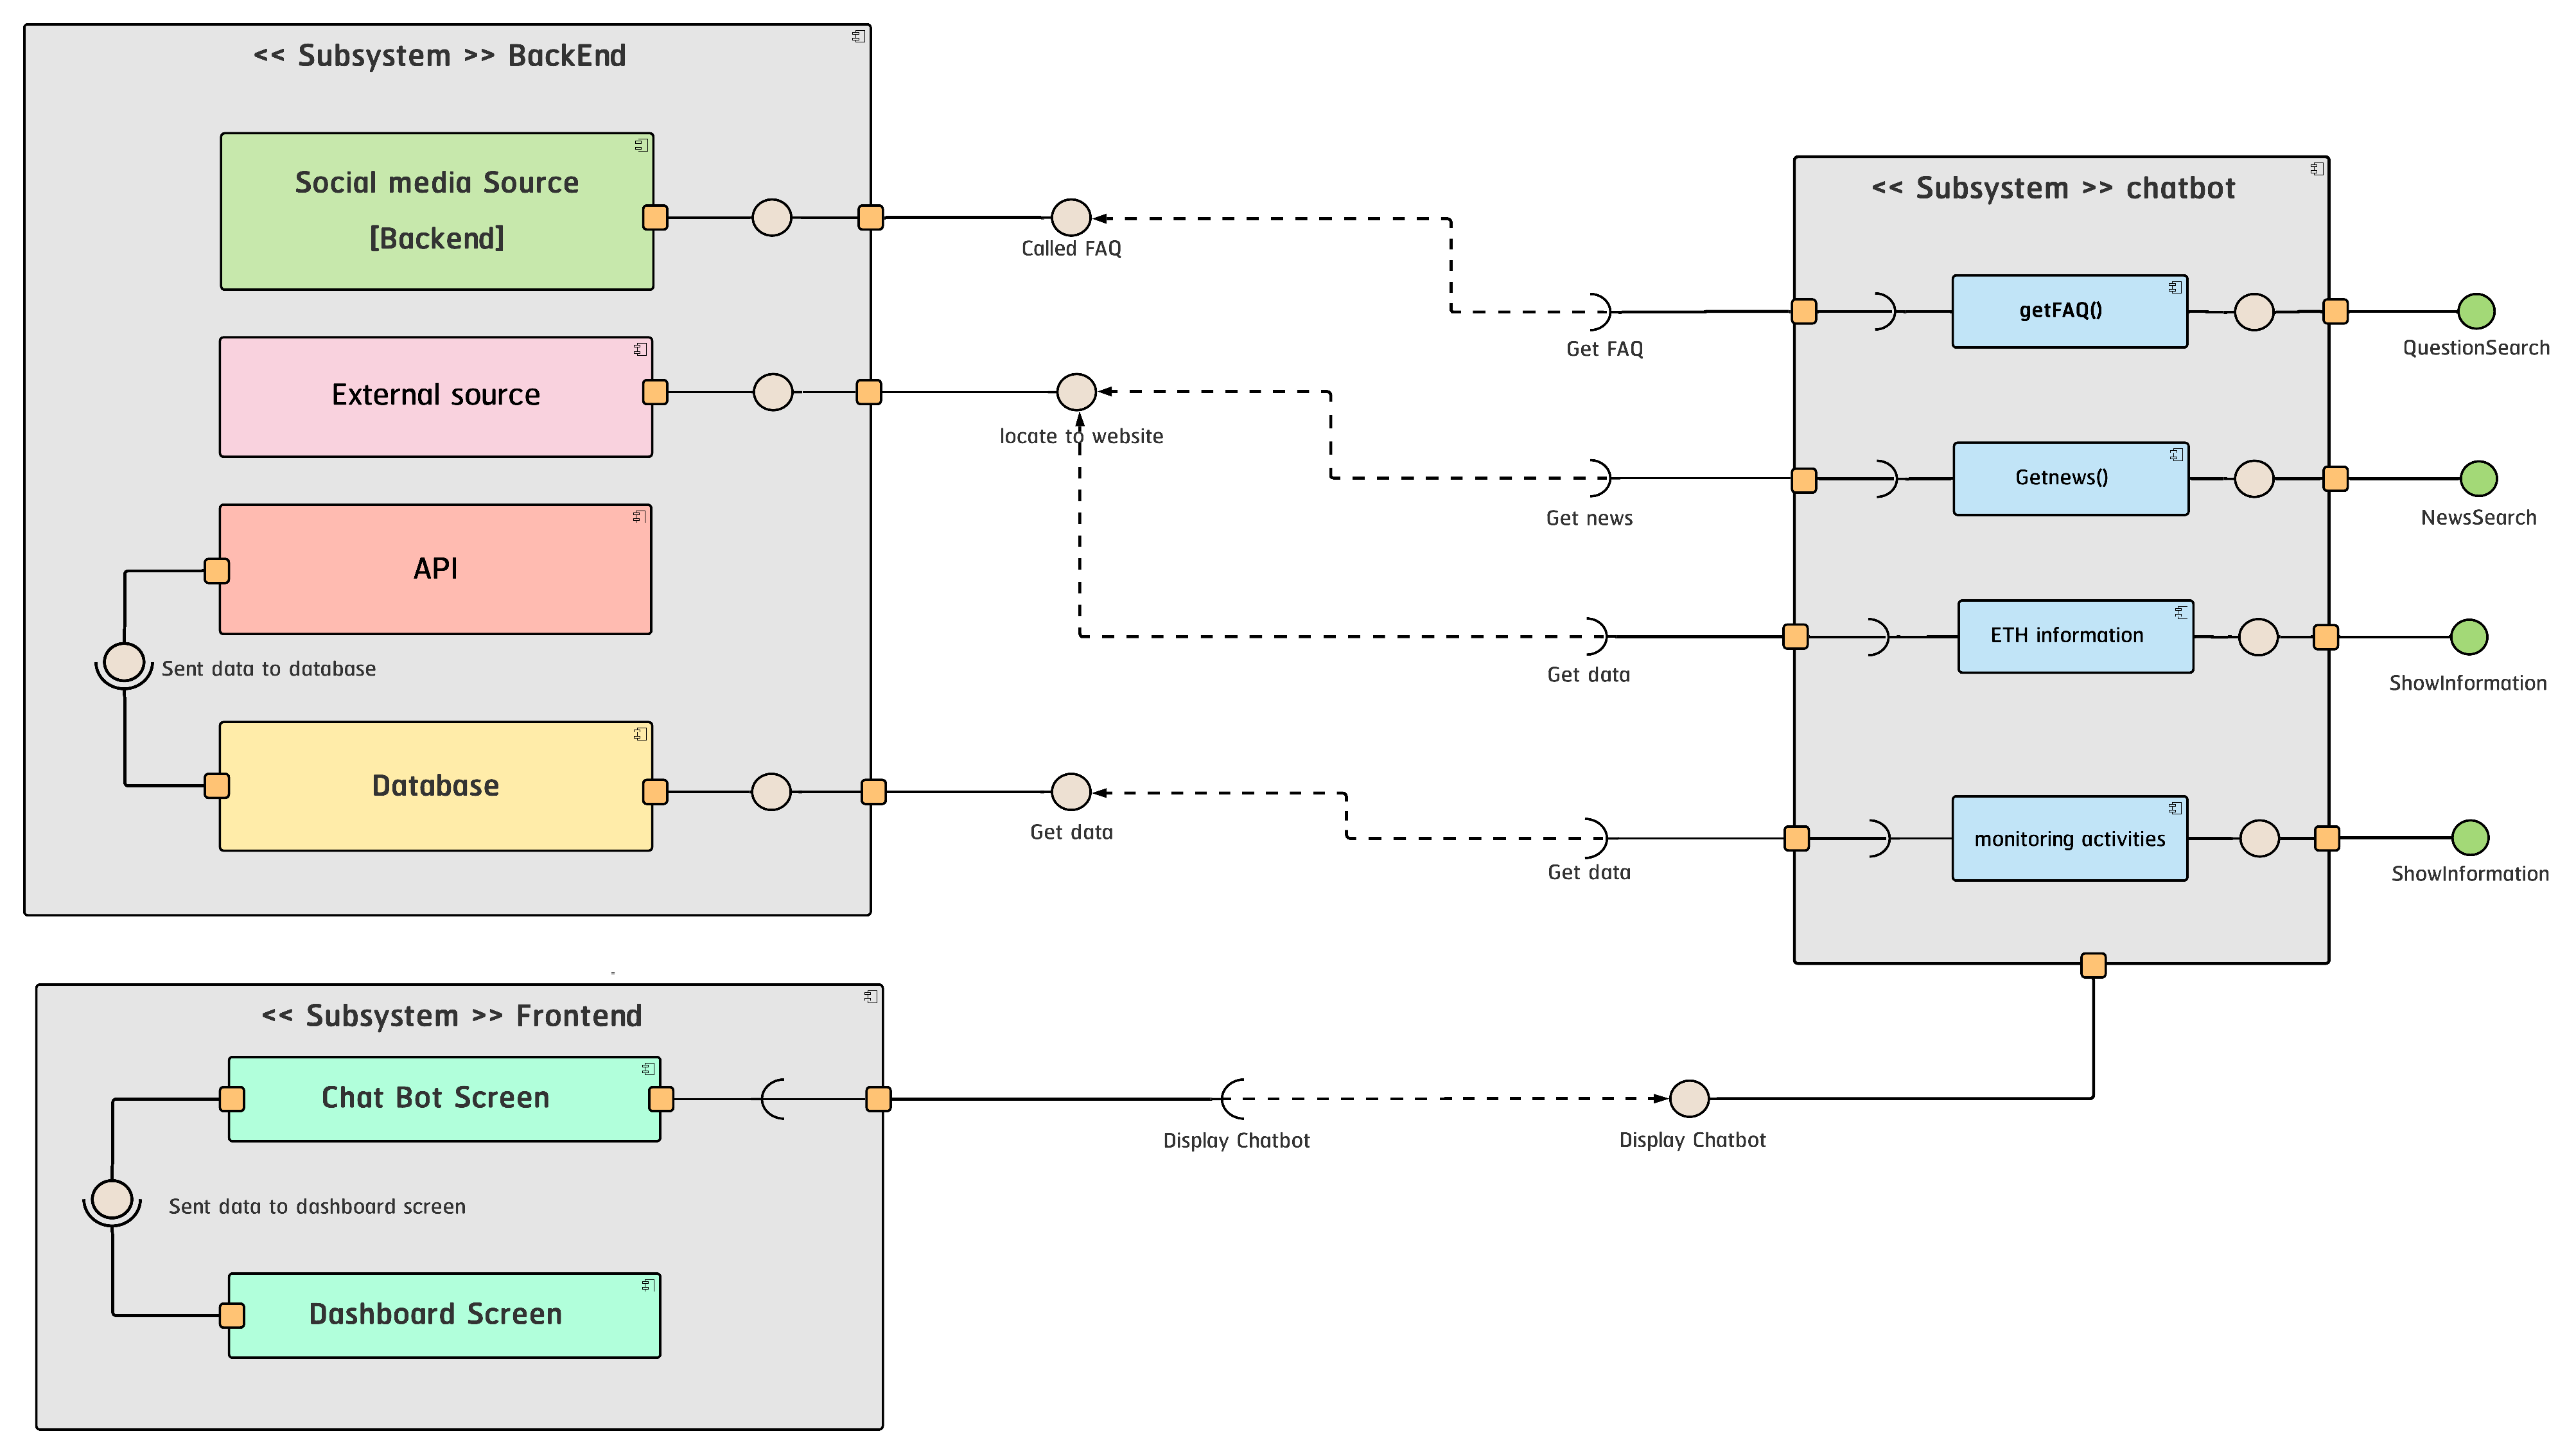 << Subsystem >> BackEnd
Social media Source
[Backend]
External source
API
Sent data to database
Database
Called FAQ
locate to website
Get data
Get FAQ
Get news
Get data
Get data
<< Subsystem >> chatbot
getFAQ()
Getnews()
ETH information
monitoring activities
QuestionSearch
NewsSearch
ShowInformation
ShowInformation
<< Subsystem >> Frontend
Chat Bot Screen
Sent data to dashboard screen
Dashboard Screen
Display Chatbot
Display Chatbot